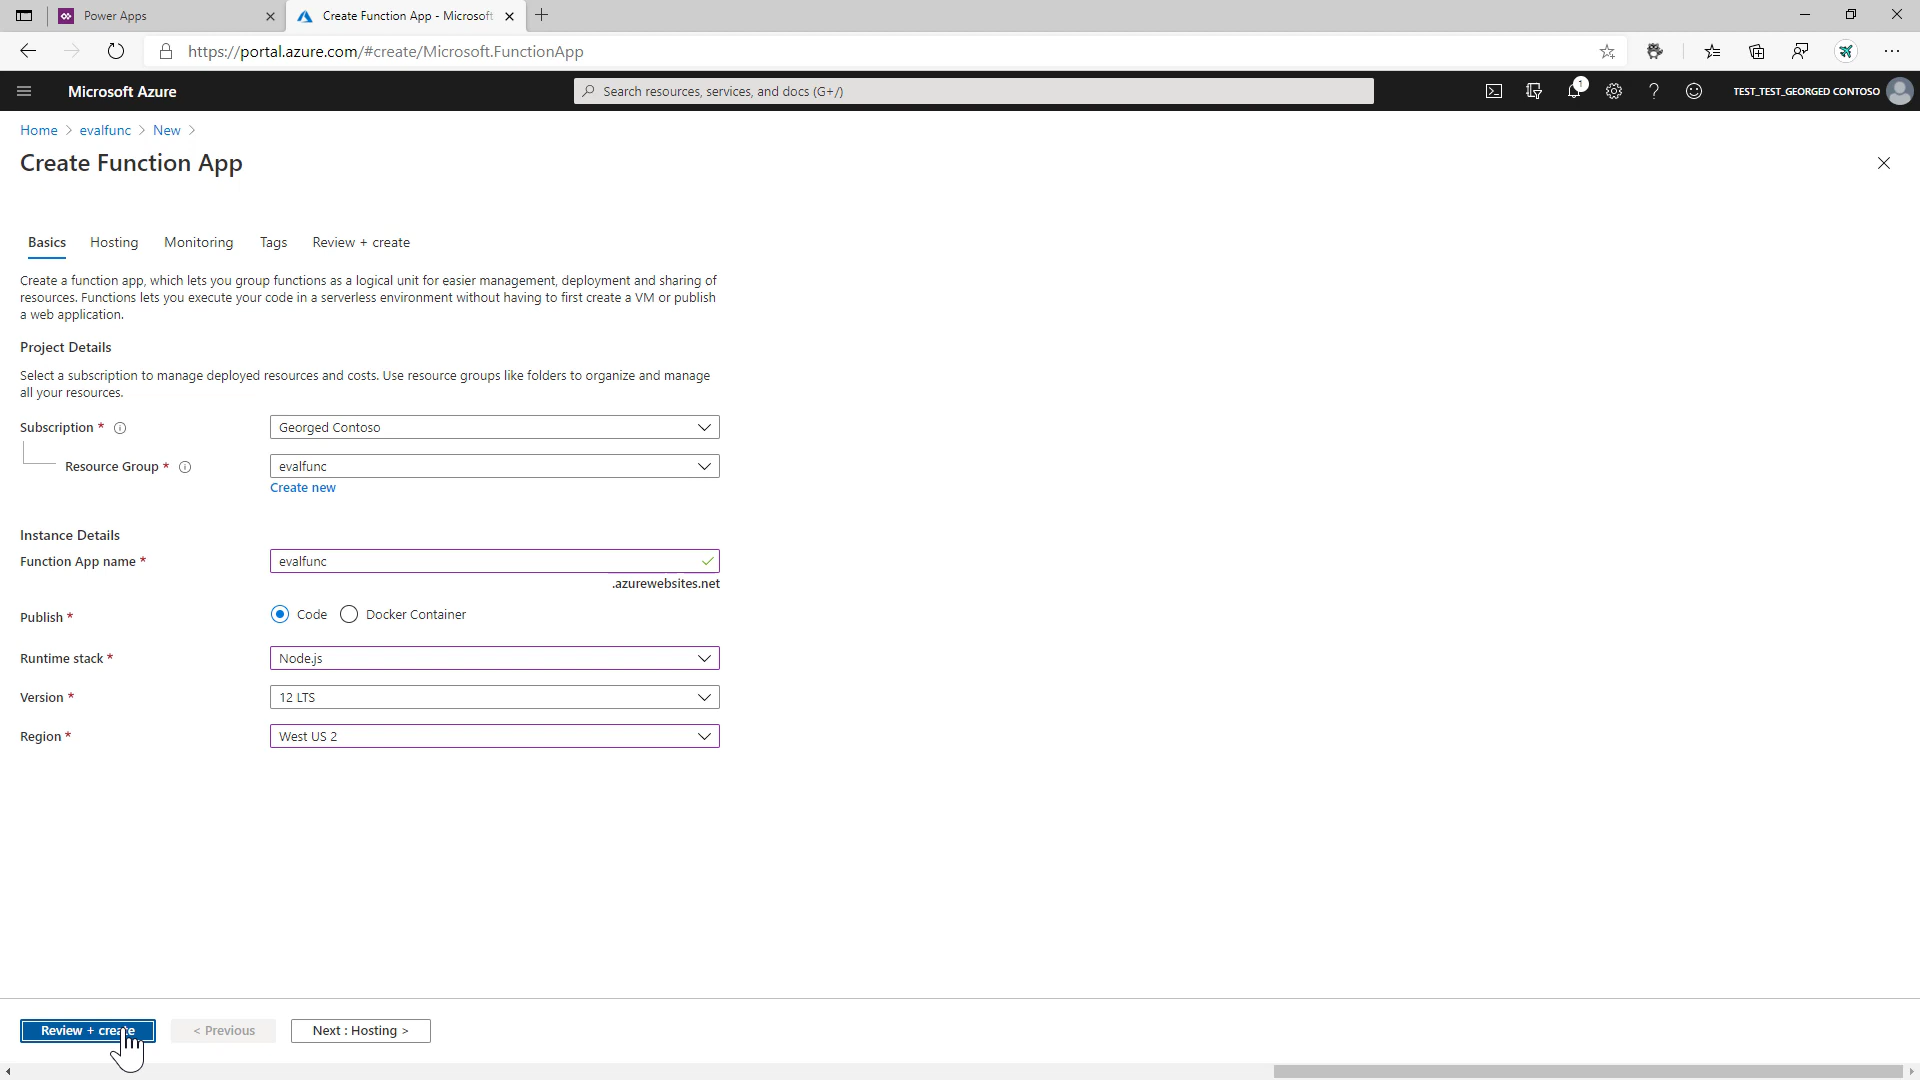 Power Apps
Create Function App - Microsoft
https://portal.azure.com/#create/Microsoft.FunctionApp
Microsoft Azure
Search resources, services, and docs (G+/)
1
TEST_TEST_GEORGED CONTOSO
Home > evalfunc > New >
Create Function App
Basics Hosting Monitoring Tags Review + create
Create a function app, which lets you group functions as a logical unit for easier management, deployment and sharing of
resources. Functions lets you execute your code in a serverless environment without having to first create a VM or publish
a web application.
Project Details
Select a subscription to manage deployed resources and costs. Use resource groups like folders to organize and manage
all your resources.
Subscription * Georged Contoso
Resource Group * evalfunc
Create new
Instance Details
Function App name * evalfunc
.azurewebsites.net
Publish * Code Docker Container
Runtime stack * Node.js
Version * 12 LTS
Region * West US 2
Review + create < Previous Next : Hosting >